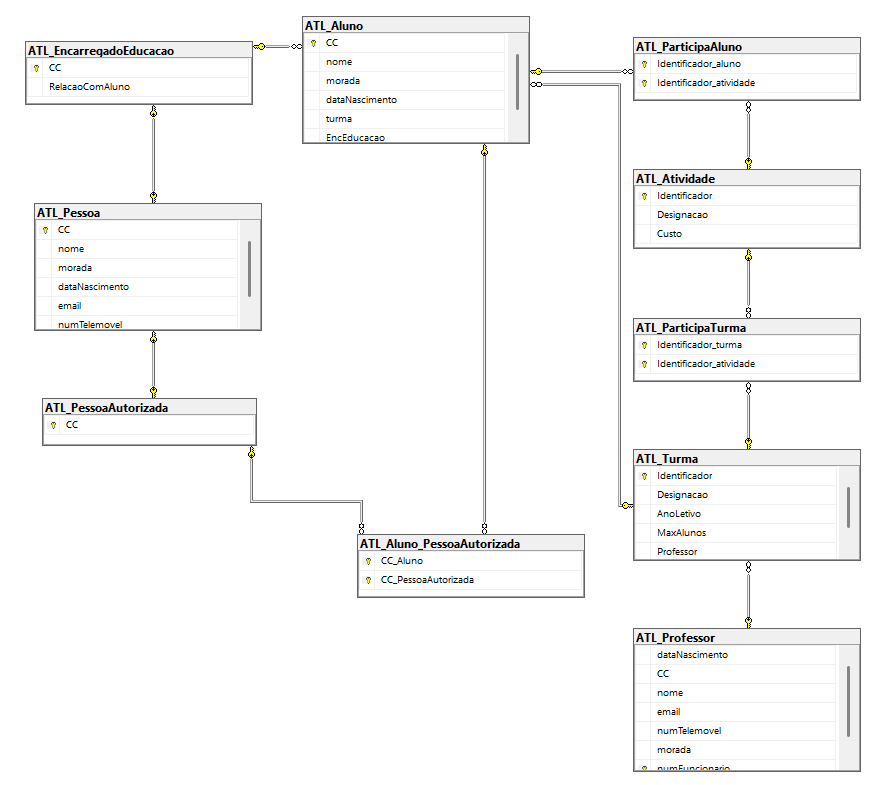 ATL_EncarregadoEducacao
CC
RelacaoComAluno
ATL_Aluno
CC
nome
morada
dataNascimento
turma
EncEducacao
ATL_ParticipaAluno
Identificador_aluno
Identificador_atividade
ATL_Atividade
Identificador
Designacao
Custo
ATL_Pessoa
CC
nome
morada
dataNascimento
email
numTelemovel
ATL_ParticipaTurma
Identificador_turma
Identificador_atividade
ATL_PessoaAutorizada
CC
ATL_Turma
Identificador
Designacao
AnoLetivo
MaxAlunos
Professor
ATL_Aluno_PessoaAutorizada
CC_Aluno
CC_PessoaAutorizada
ATL_Professor
dataNascimento
CC
nome
email
numTelemovel
morada
numFuncionario